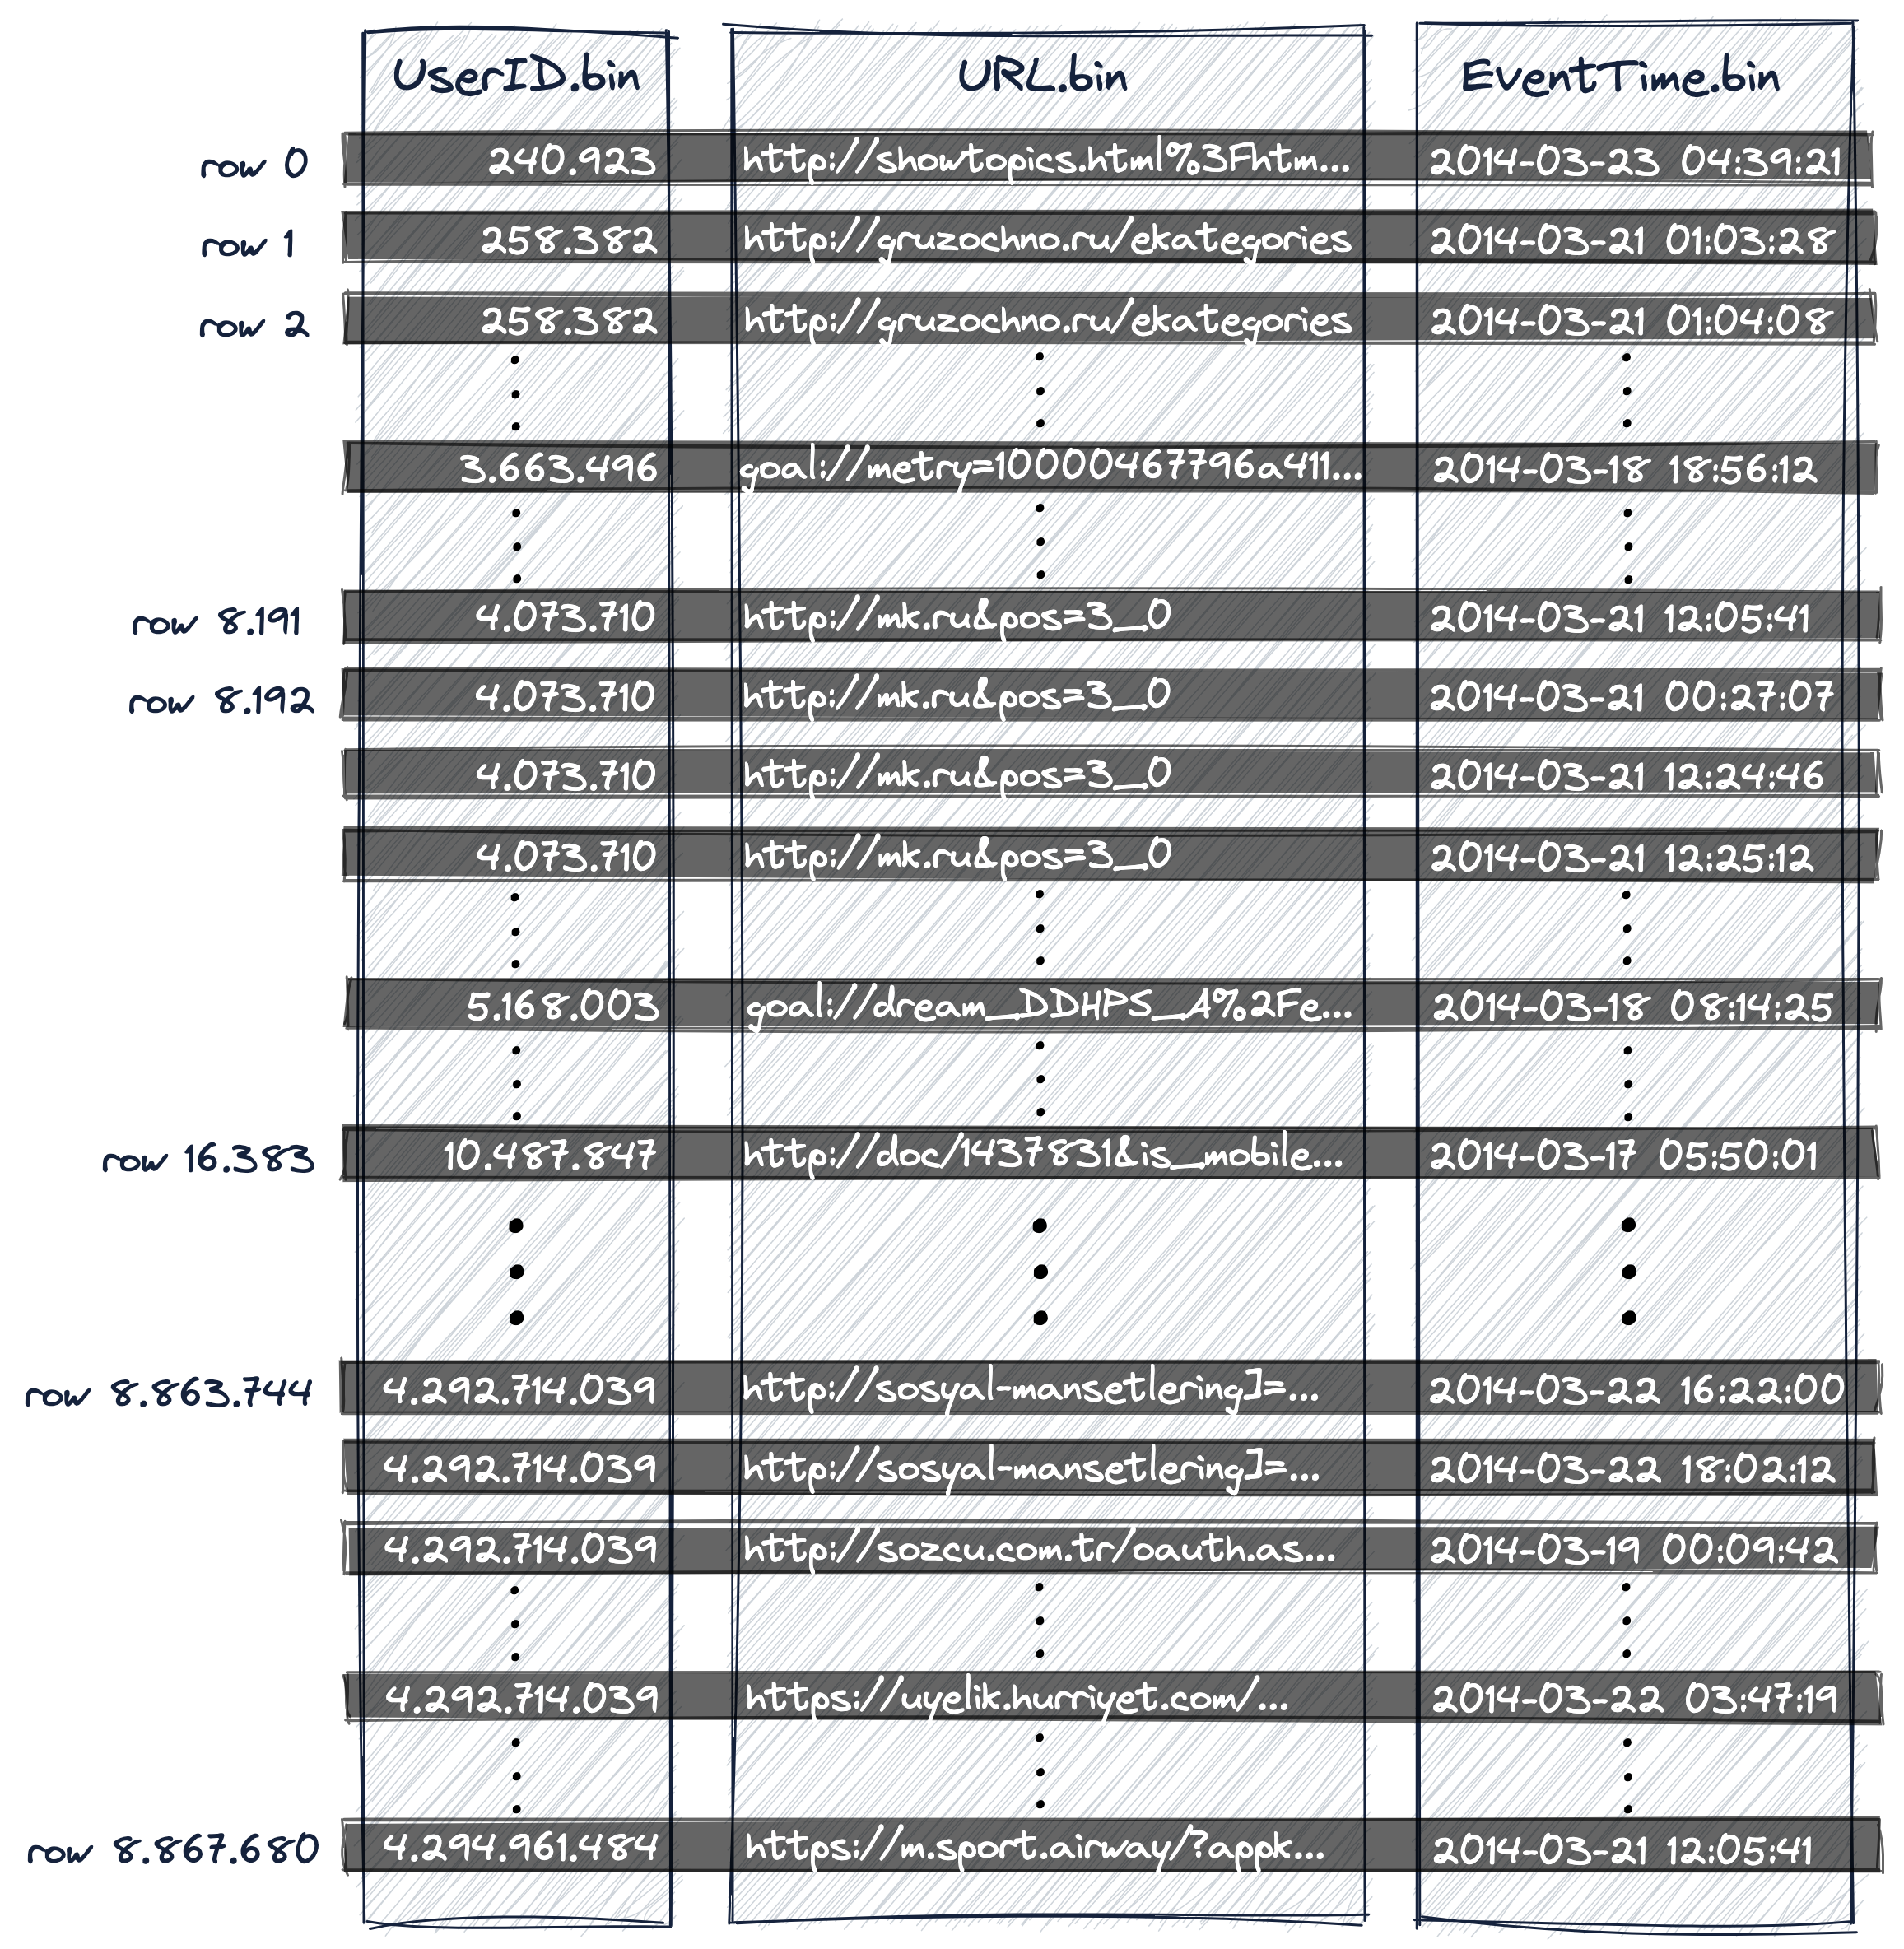 UserID.bin URL.bin EventTime.bin
row 0 240.923 http://showtopics.html%3Fhtm... 2014-03-23 04:39:21
row 1 258.382 http://gruzochno.ru/ekategories 2014-03-21 01:03:28
row 2 258.382 http://gruzochno.ru/ekategories 2014-03-21 01:04:08
3.663.496 goal://metry=10000467796a411... 2014-03-18 18:56:12
row 8.191 4.073.710 http://mk.ru&pos=3_0 2014-03-21 12:05:41
row 8.192 4.073.710 http://mk.ru&pos=3_0 2014-03-21 00:27:07
4.073.710 http://mk.ru&pos=3_0 2014-03-21 12:24:46
4.073.710 http://mk.ru&pos=3_0 2014-03-21 12:25:12
5.168.003 goal://dream_DDHPS_A%2Fe... 2014-03-18 08:14:25
row 16.383 10.487.847 http://doc/1437831&is_mobile... 2014-03-17 05:50:01
row 8.863.744 4.292.714.039 http://sosyal-mansetlering]=... 2014-03-22 16:22:00
4.292.714.039 http://sosyal-mansetlering]=... 2014-03-22 18:02:12
4.292.714.039 http://sozcu.com.tr/oauth.as... 2014-03-19 00:09:42
4.292.714.039 https://uyelik.hurriyet.com/... 2014-03-22 03:47:19
row 8.867.680 4.294.961.484 https://m.sport.airway/?appk... 2014-03-21 12:05:41